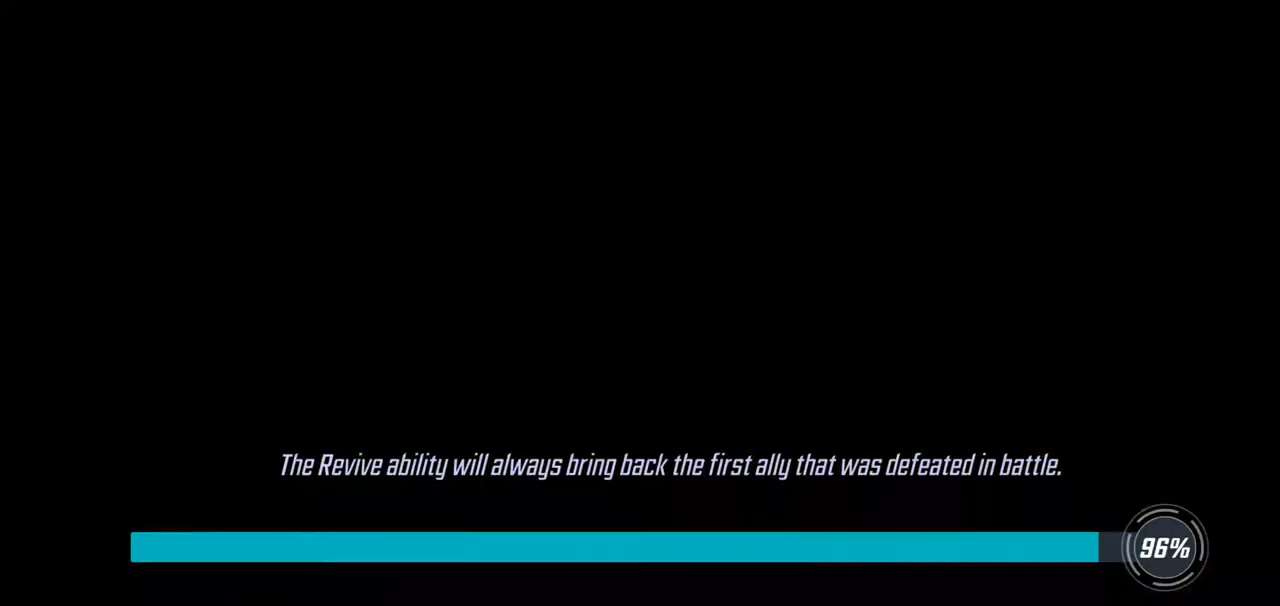 The Revive ability will always bring back the first ally that was defeated in battle.
96%